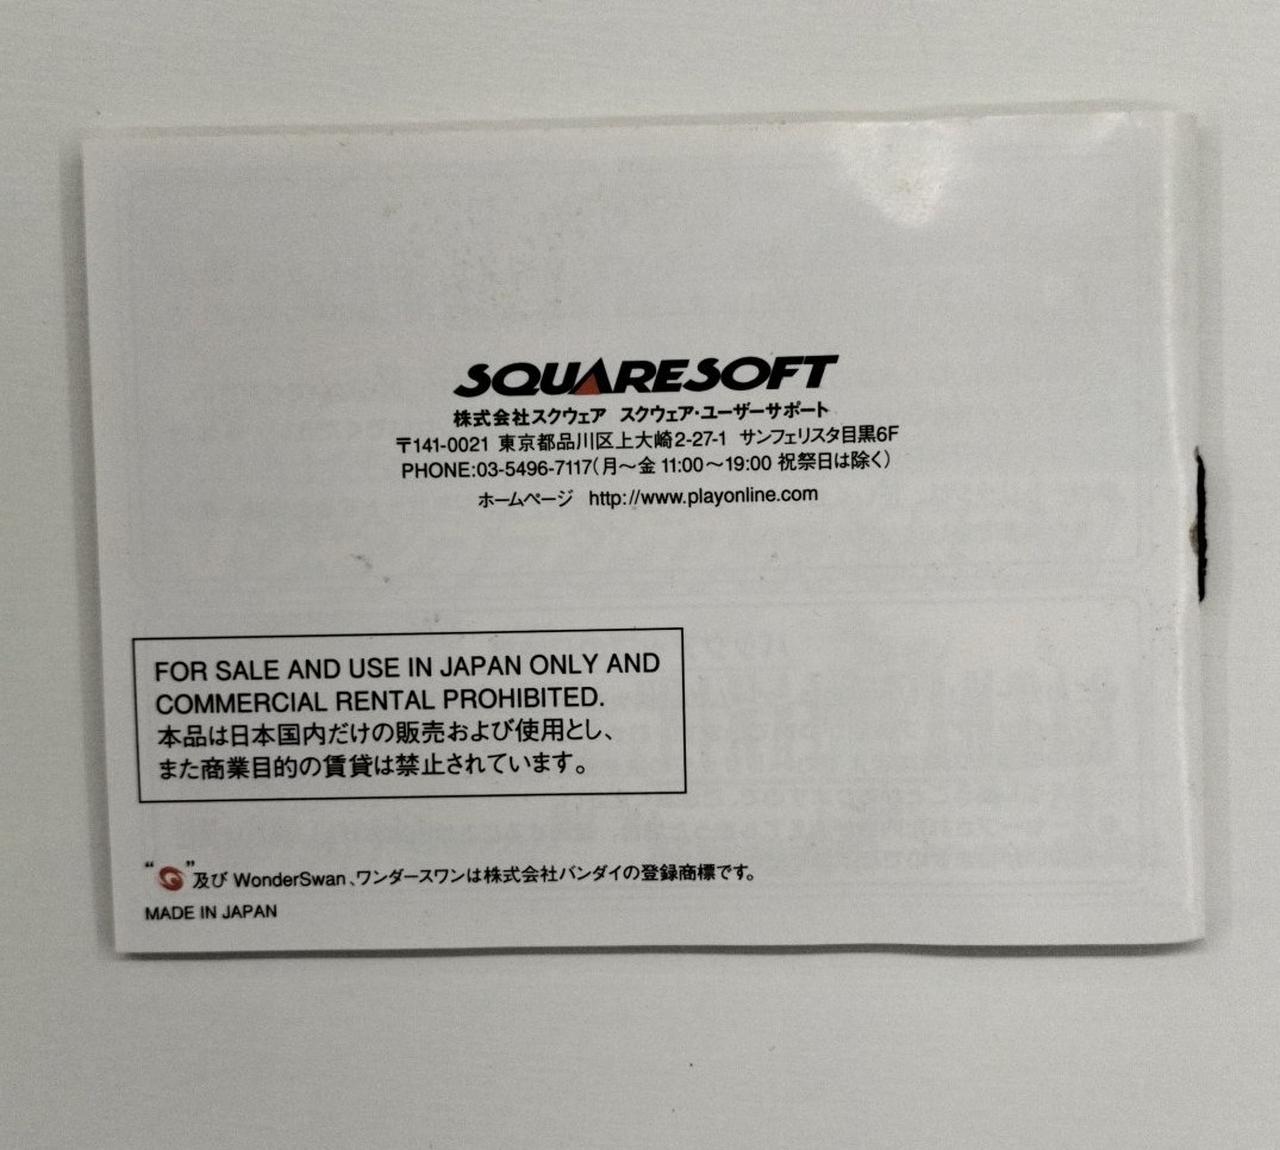 SQUARESOFT
株式会社スクウェア スクウェア・ユーザーサポート
〒141-0021 東京都品川区上大崎2-27-1 サンフェリスタ目黒6F
PHONE:03-5496-7117(月～金 11:00～19:00 祝祭日は除く)
ホームページ http://www.playonline.com
FOR SALE AND USE IN JAPAN ONLY AND
COMMERCIAL RENTAL PROHIBITED.
本品は日本国内だけの販売および使用とし、
また商業目的の賃貸は禁止されています。
“ ”及び WonderSwan、ワンダースワンは株式会社バンダイの登録商標です。
MADE IN JAPAN